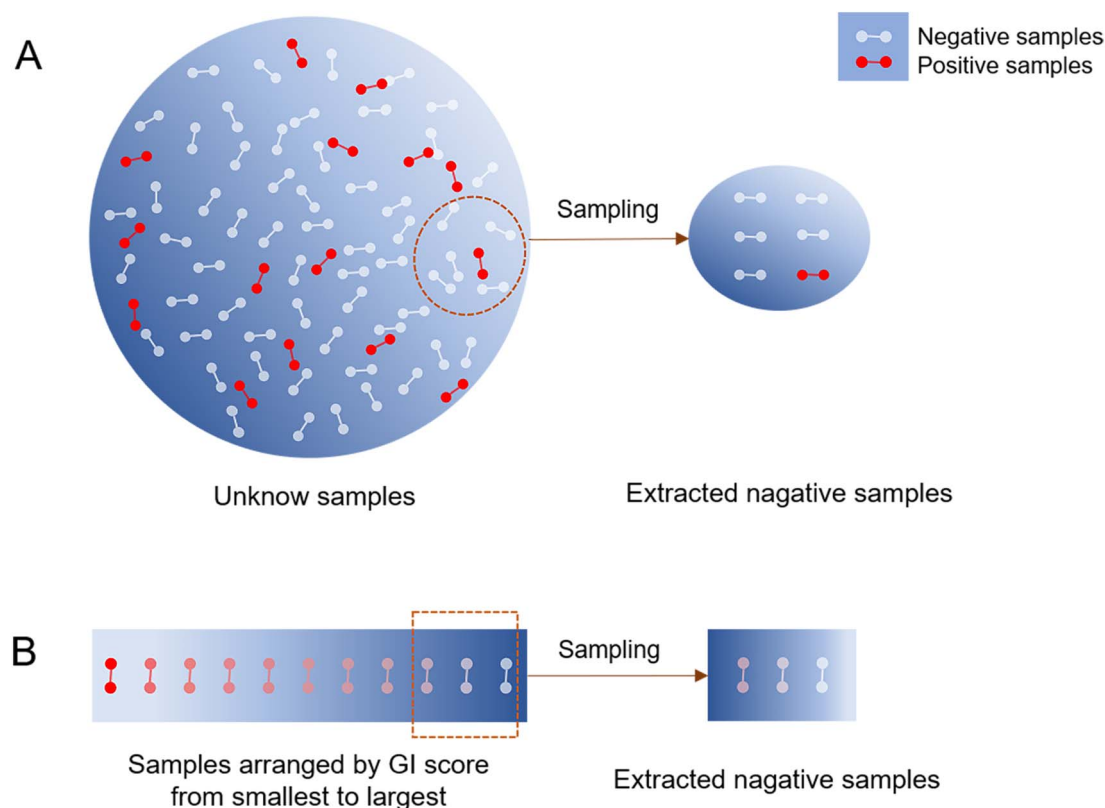 A
Negative samples
Positive samples
Sampling
Unknow samples
Extracted nagative samples
B
Sampling
Samples arranged by GI score
from smallest to largest
Extracted nagative samples